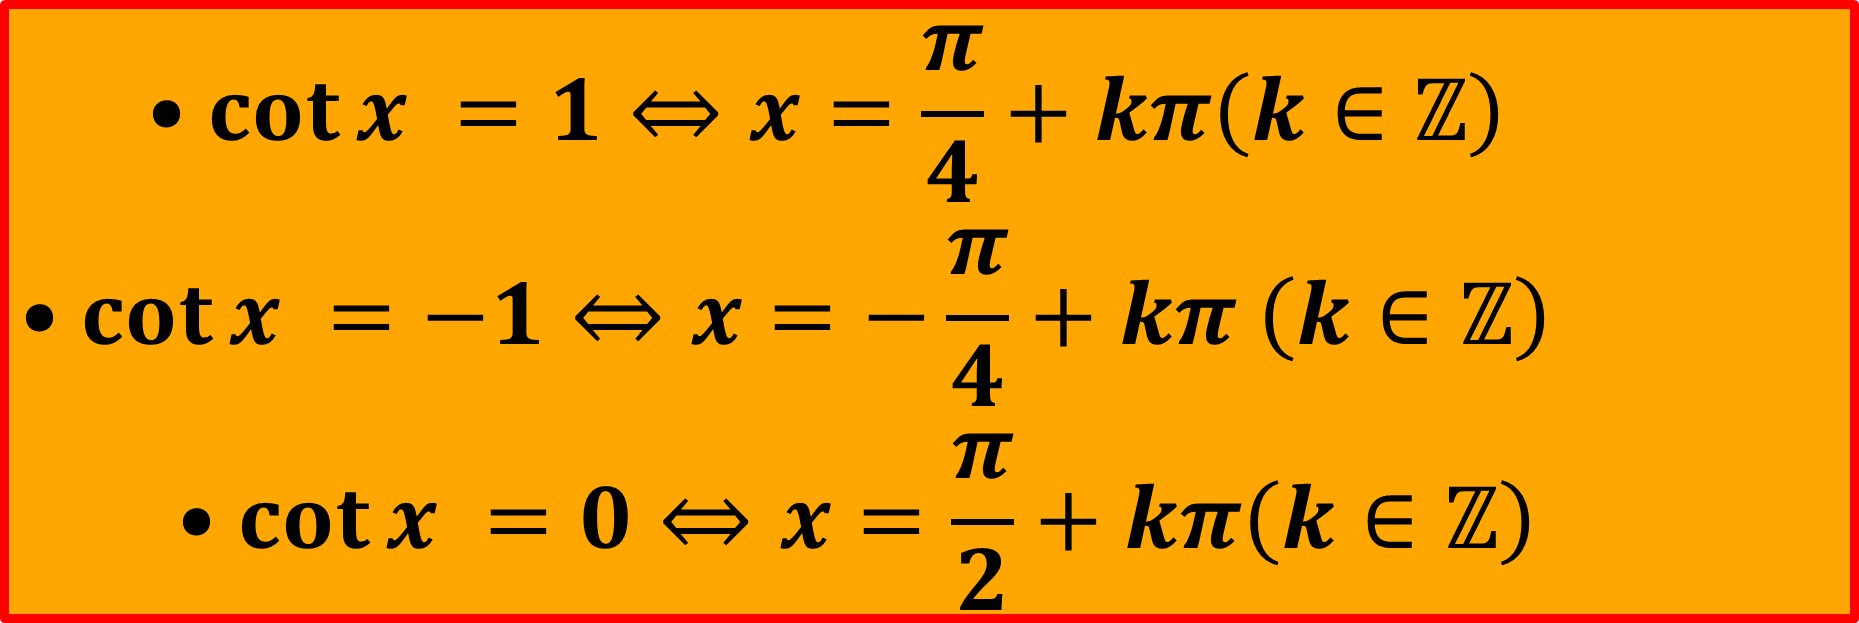 • cot x = 1 ⇔ x = π/4 + kπ(k ∈ ℤ)
• cot x = −1 ⇔ x = −π/4 + kπ (k ∈ ℤ)
• cot x = 0 ⇔ x = π/2 + kπ(k ∈ ℤ)